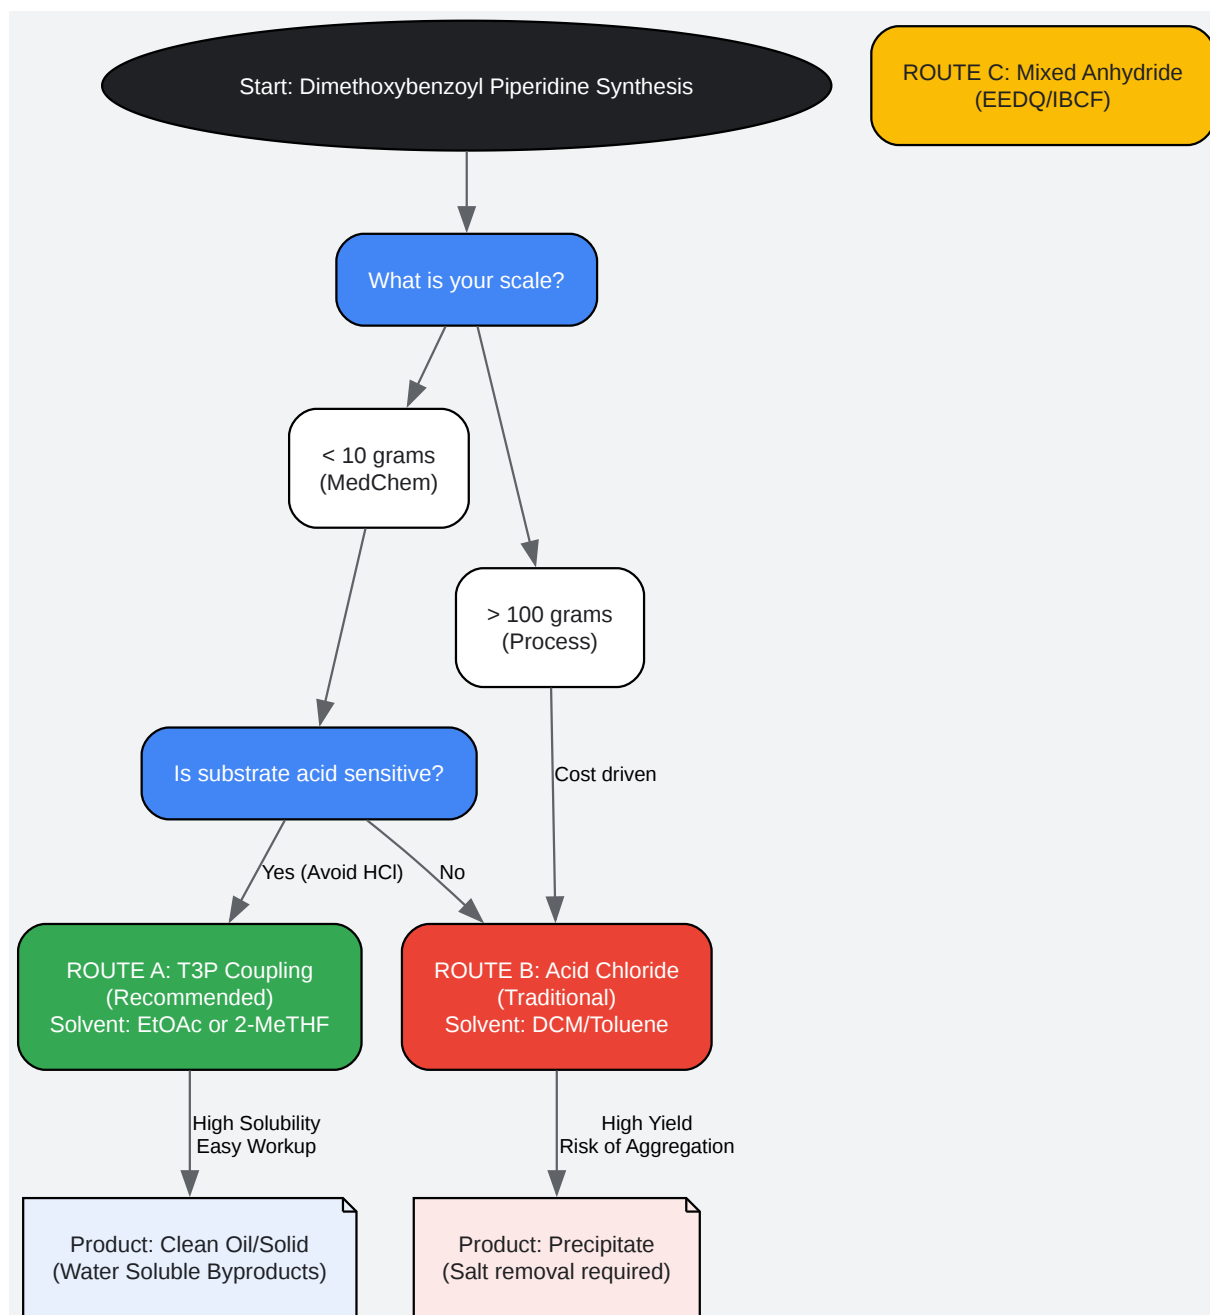 Start: Dimethoxybenzoyl Piperidine Synthesis
ROUTE C: Mixed Anhydride
(EEDQ/IBCF)
What is your scale?
< 10 grams
(MedChem)
> 100 grams
(Process)
Is substrate acid sensitive?
Cost driven
Yes (Avoid HCl)
No
ROUTE A: T3P Coupling
(Recommended)
Solvent: EtOAc or 2-MeTHF
ROUTE B: Acid Chloride
(Traditional)
Solvent: DCM/Toluene
High Solubility
Easy Workup
High Yield
Risk of Aggregation
Product: Clean Oil/Solid
(Water Soluble Byproducts)
Product: Precipitate
(Salt removal required)